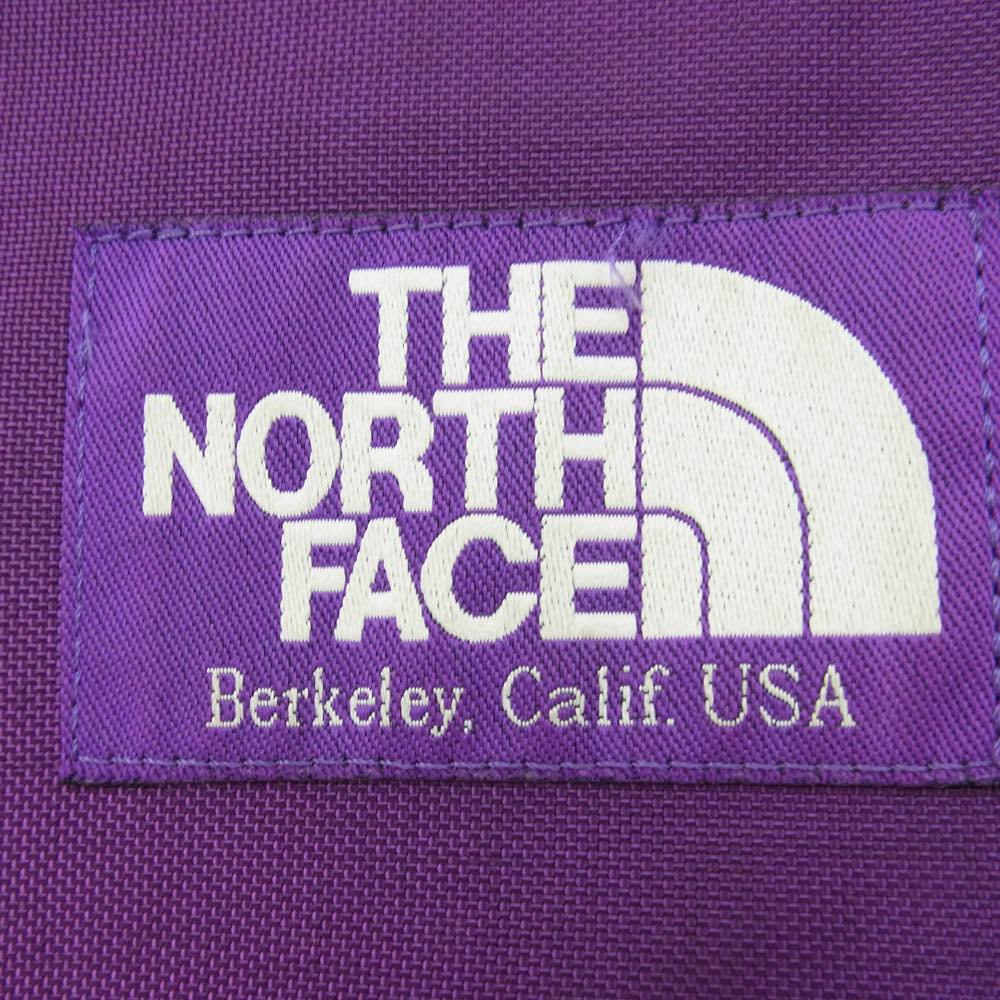 THE
NORTH
FACE
Berkeley, Calif. USA